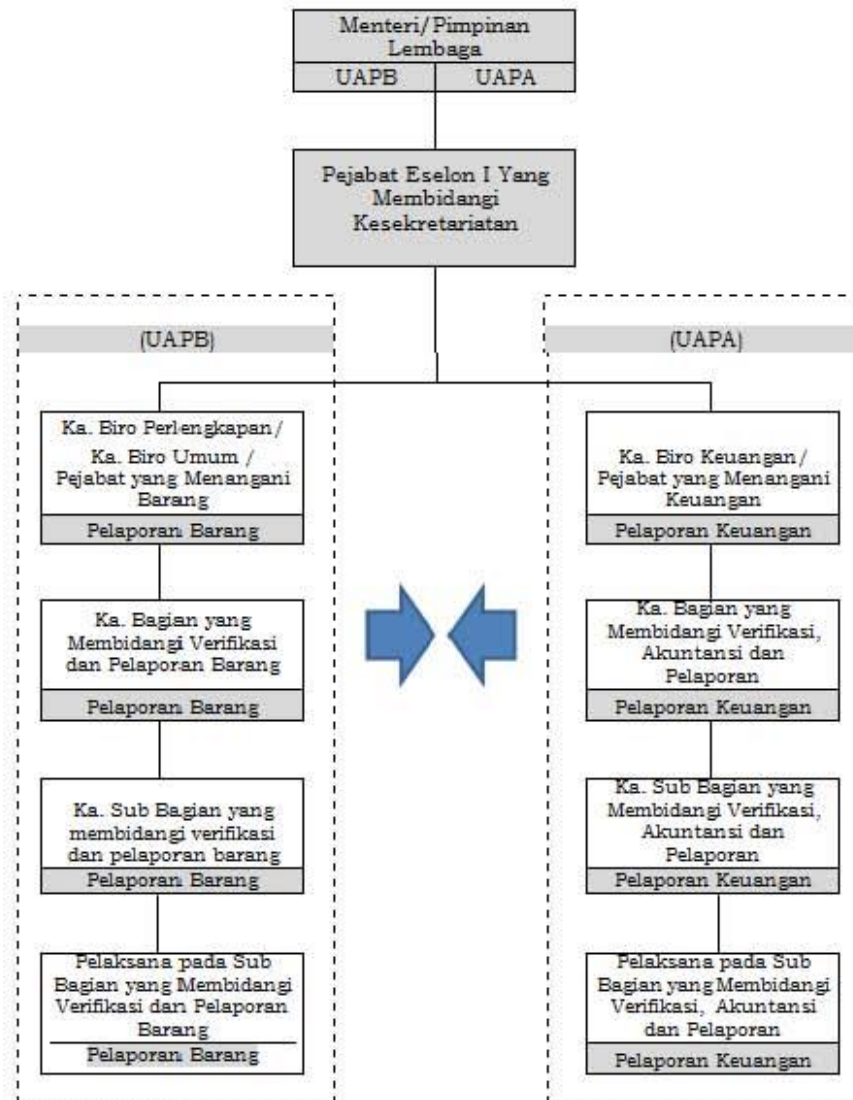 Menteri/Pimpinan
Lembaga
UAPB
UAPA
Pejabat Eselon I Yang
Membidangi
Kesekretariatan
(UAPB)
(UAPA)
Ka. Biro Perlengkapan/
Ka. Biro Umum /
Pejabat yang Menangani
Barang
Pelaporan Barang
Ka. Biro Keuangan/
Pejabat yang Menangani
Keuangan
Pelaporan Keuangan
Ka. Bagian yang
Membidangi Verifikasi
dan Pelaporan Barang
Pelaporan Barang
Ka. Bagian yang
Membidangi Verifikasi,
Akuntansi dan
Pelaporan
Pelaporan Keuangan
Ka. Sub Bagian yang
membidangi verifikasi
dan pelaporan barang
Pelaporan Barang
Ka. Sub Bagian yang
Membidangi Verifikasi,
Akuntansi dan
Pelaporan
Pelaporan Keuangan
Pelaksana pada Sub
Bagian yang Membidangi
Verifikasi dan Pelaporan
Barang
Pelaporan Barang
Pelaksana pada Sub
Bagian yang Membidangi
Verifikasi, Akuntansi
dan Pelaporan
Pelaporan Keuangan